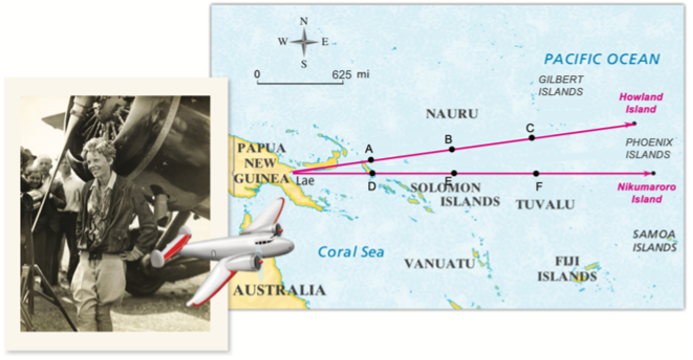 N
W E
S
0 625 mi
PACIFIC OCEAN
GILBERT
ISLANDS
Howland
Island
NAURU
C
B
A
PAPUA
NEW
GUINEA
Lae
PHOENIX
ISLANDS
D
E
F
SOLOMON
ISLANDS
TUVALU
Nikumaroro
Island
SAMOA
ISLANDS
Coral Sea
VANUATU
FIJI
ISLANDS
AUSTRALIA